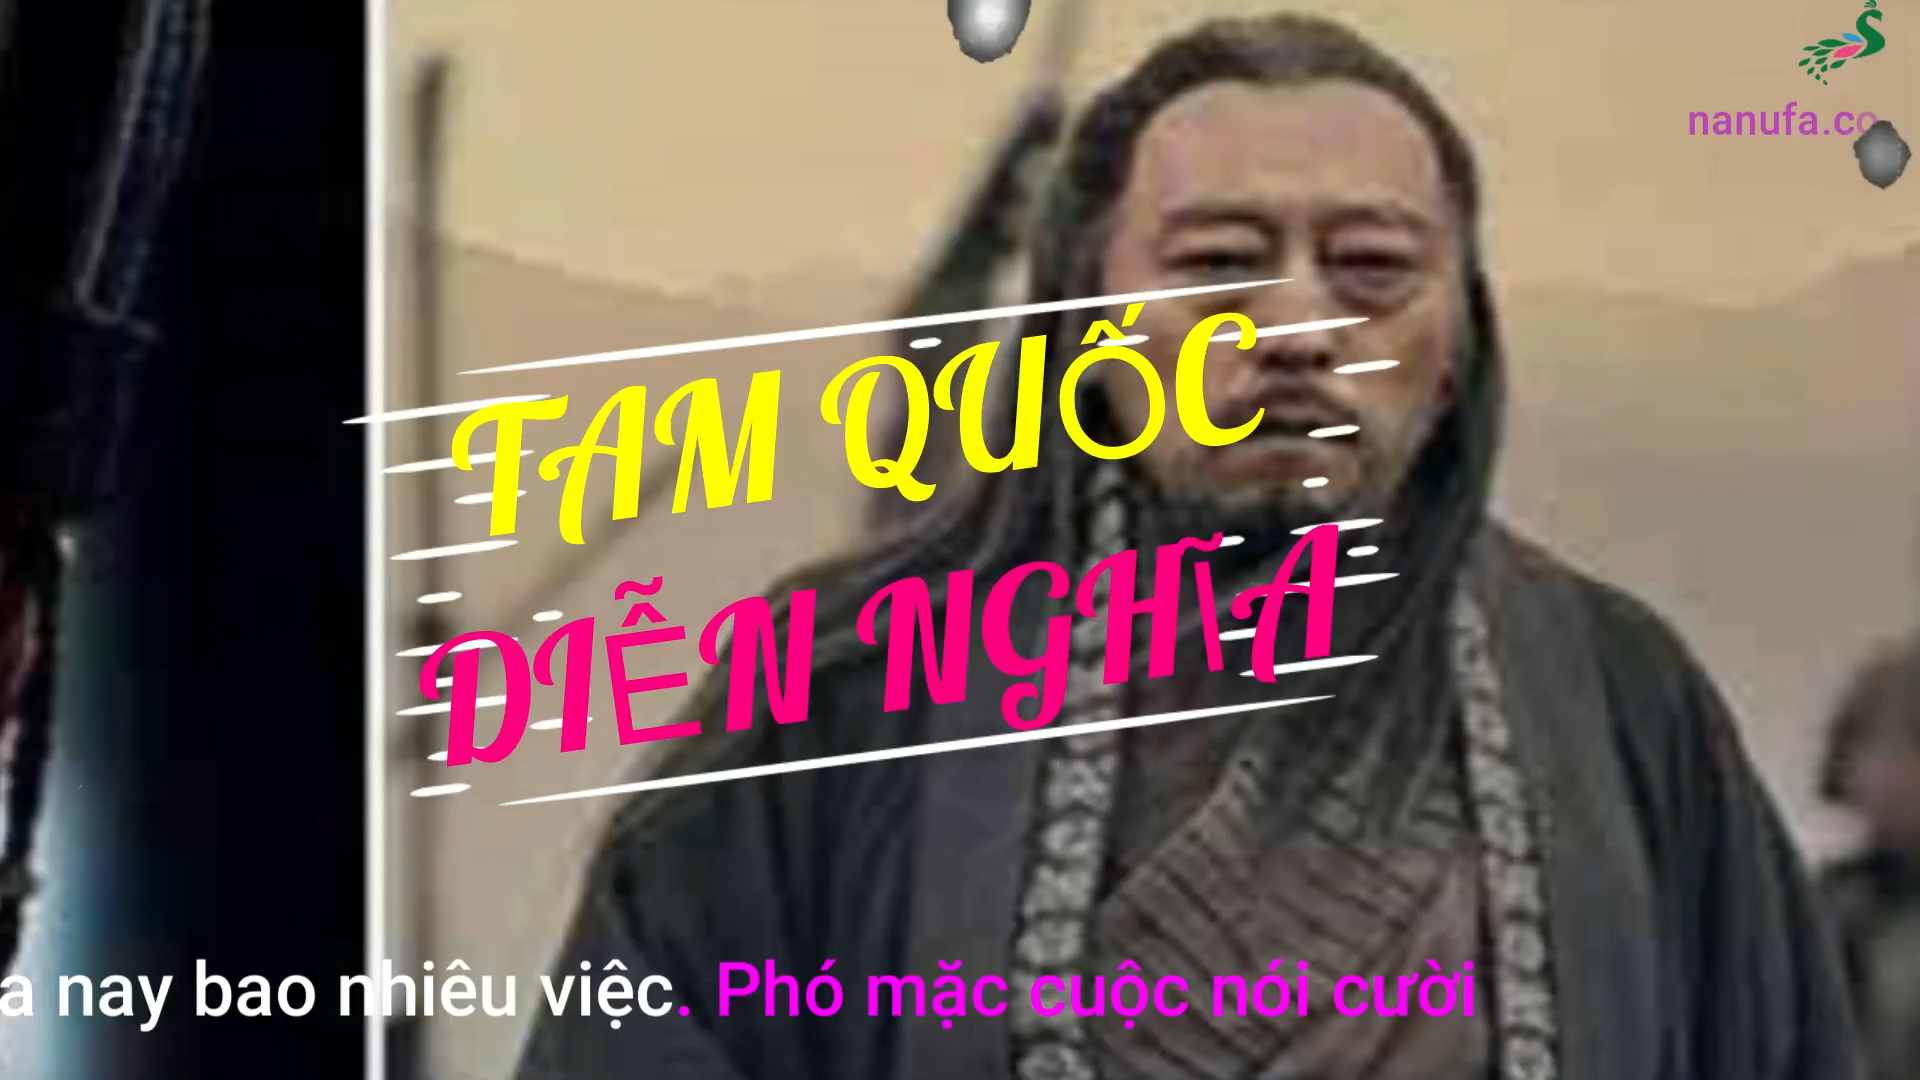 nanufa.co
TAM QUỐC
DIỄN NGHĨA
a nay bao nhiêu việc. Phó mặc cuộc nói cười